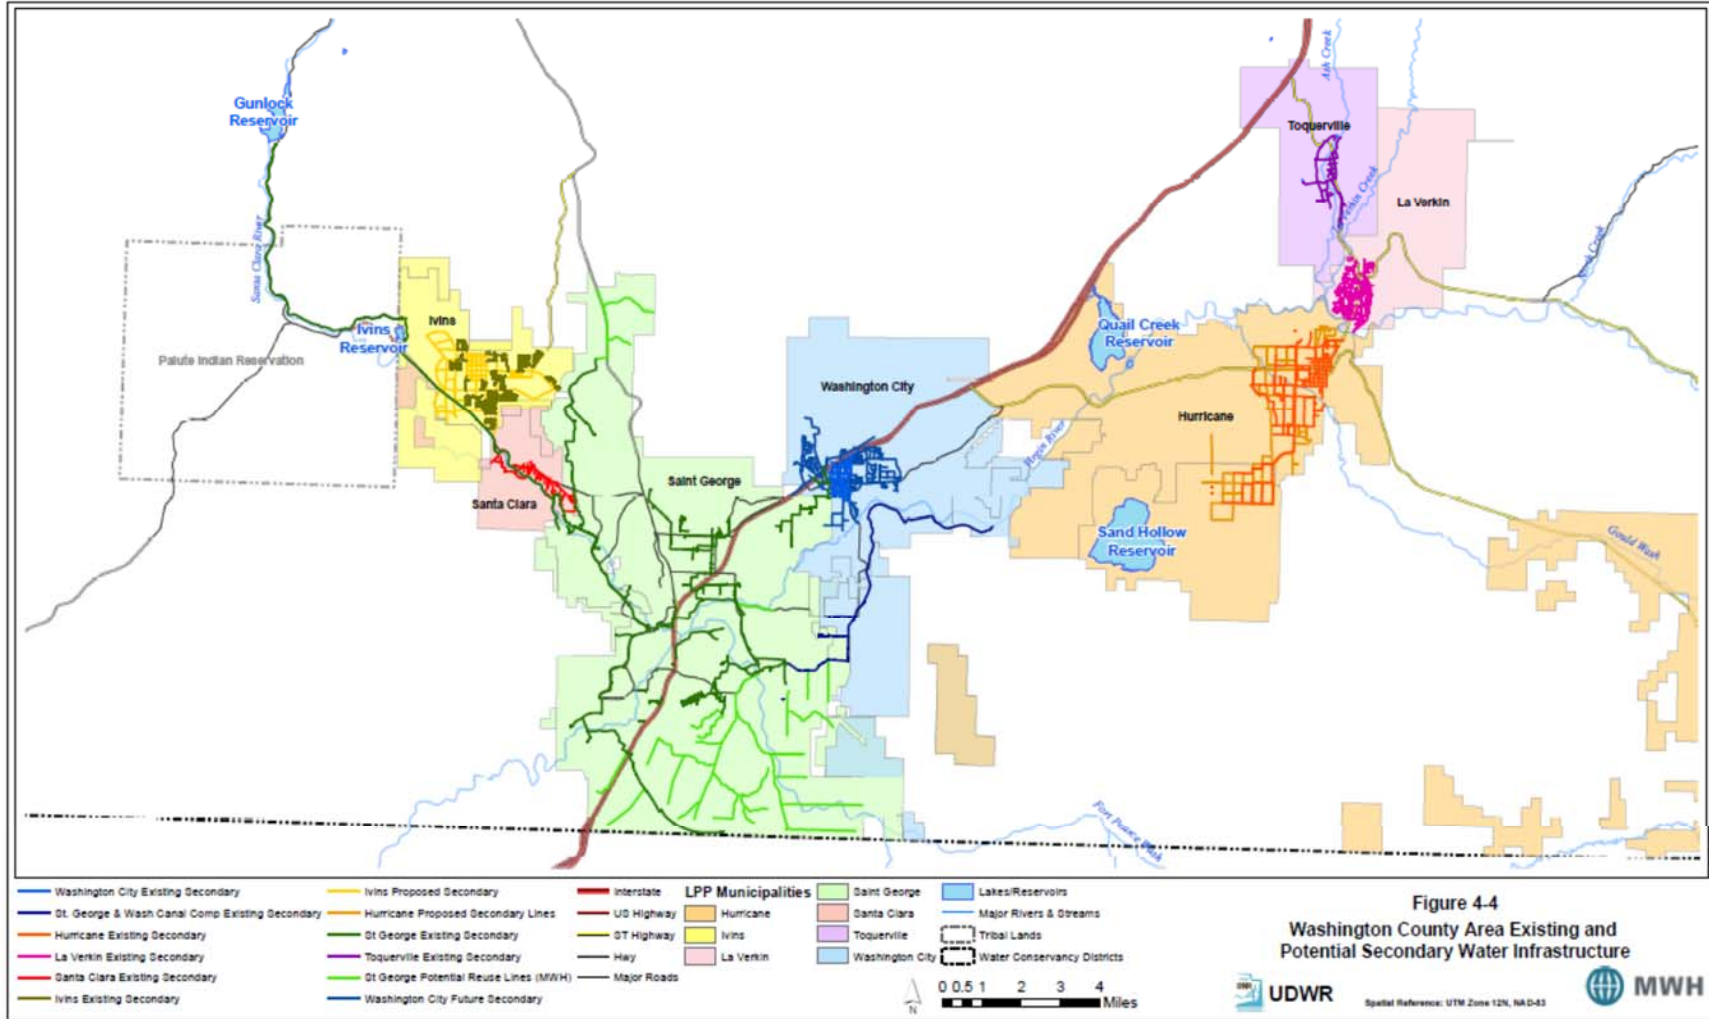 Gunlock
Reservoir
Ash Creek
Toquerville
La Verkin
Santa Clara River
Ivins
Ivins
Reservoir
Paiute Indian Reservation
Quail Creek
Reservoir
Washington City
Hurricane
Virgin River
Saint George
Santa Clara
Sand Hollow
Reservoir
Gould Wash
Fort Pearce Wash
Washington City Existing Secondary
St. George & Wash Canal Comp Existing Secondary
Hurricane Existing Secondary
La Verkin Existing Secondary
Santa Clara Existing Secondary
Ivins Existing Secondary
Ivins Proposed Secondary
Hurricane Proposed Secondary Lines
St George Existing Secondary
Toquerville Existing Secondary
St George Potential Reuse Lines (MWH)
Washington City Future Secondary
Interstate
US Highway
ST Highway
Hwy
Major Roads
LPP Municipalities
Hurricane
Ivins
La Verkin
Saint George
Santa Clara
Toquerville
Washington City
Lakes/Reservoirs
Major Rivers & Streams
Tribal Lands
Water Conservancy Districts
N
0 0.5 1 2 3 4
Miles
Figure 4-4
Washington County Area Existing and
Potential Secondary Water Infrastructure
UDWR
Spatial Reference: UTM Zone 12N, NAD-83
MWH